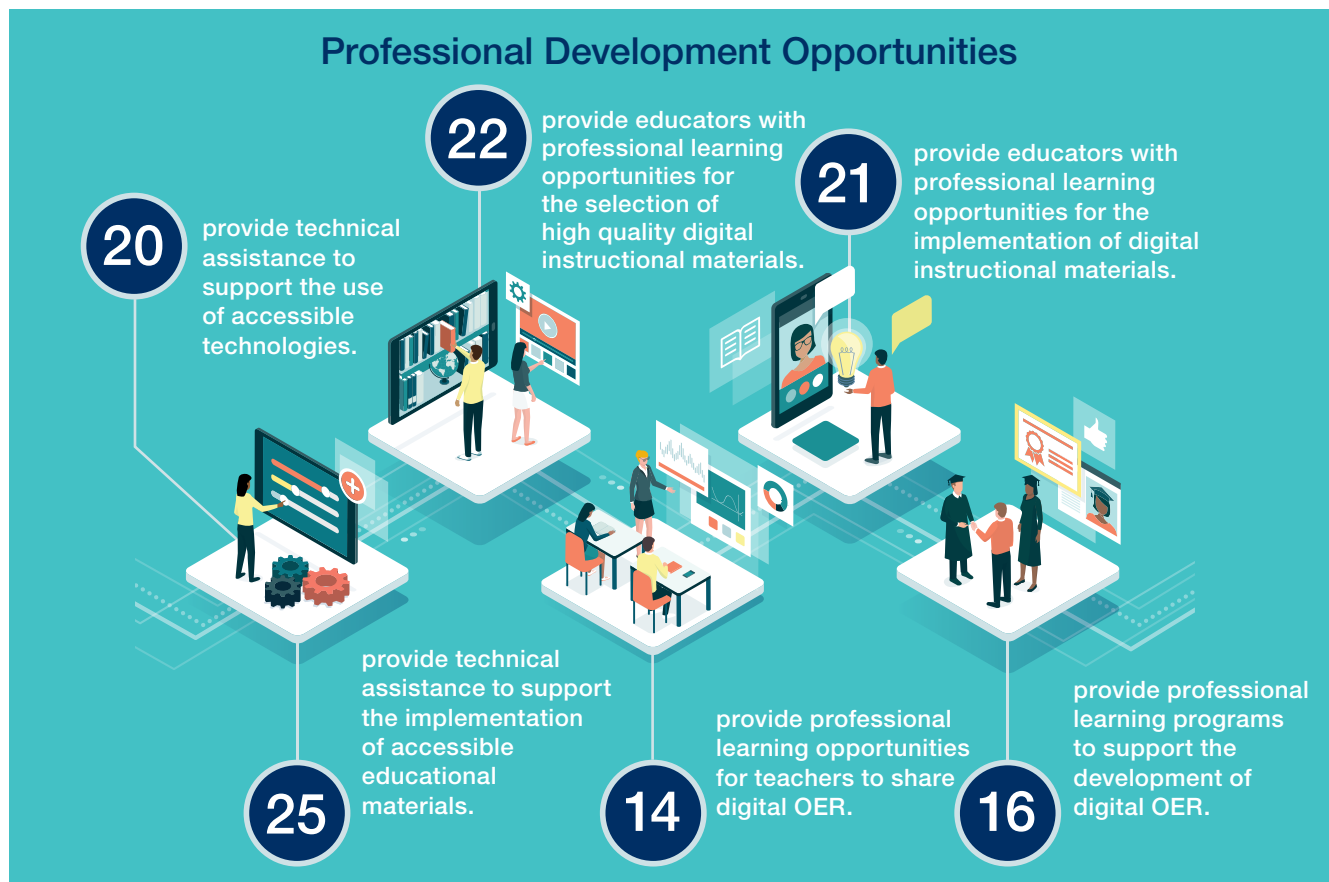 Professional Development Opportunities
20
provide technical
assistance to
support the use
of accessible
technologies.
22
provide educators with
professional learning
opportunities for
the selection of
high quality digital
instructional materials.
21
provide educators with
professional learning
opportunities for the
implementation of digital
instructional materials.
25
provide technical
assistance to support
the implementation
of accessible
educational
materials.
14
provide professional
learning opportunities
for teachers to share
digital OER.
16
provide professional
learning programs
to support the
development of
digital OER.